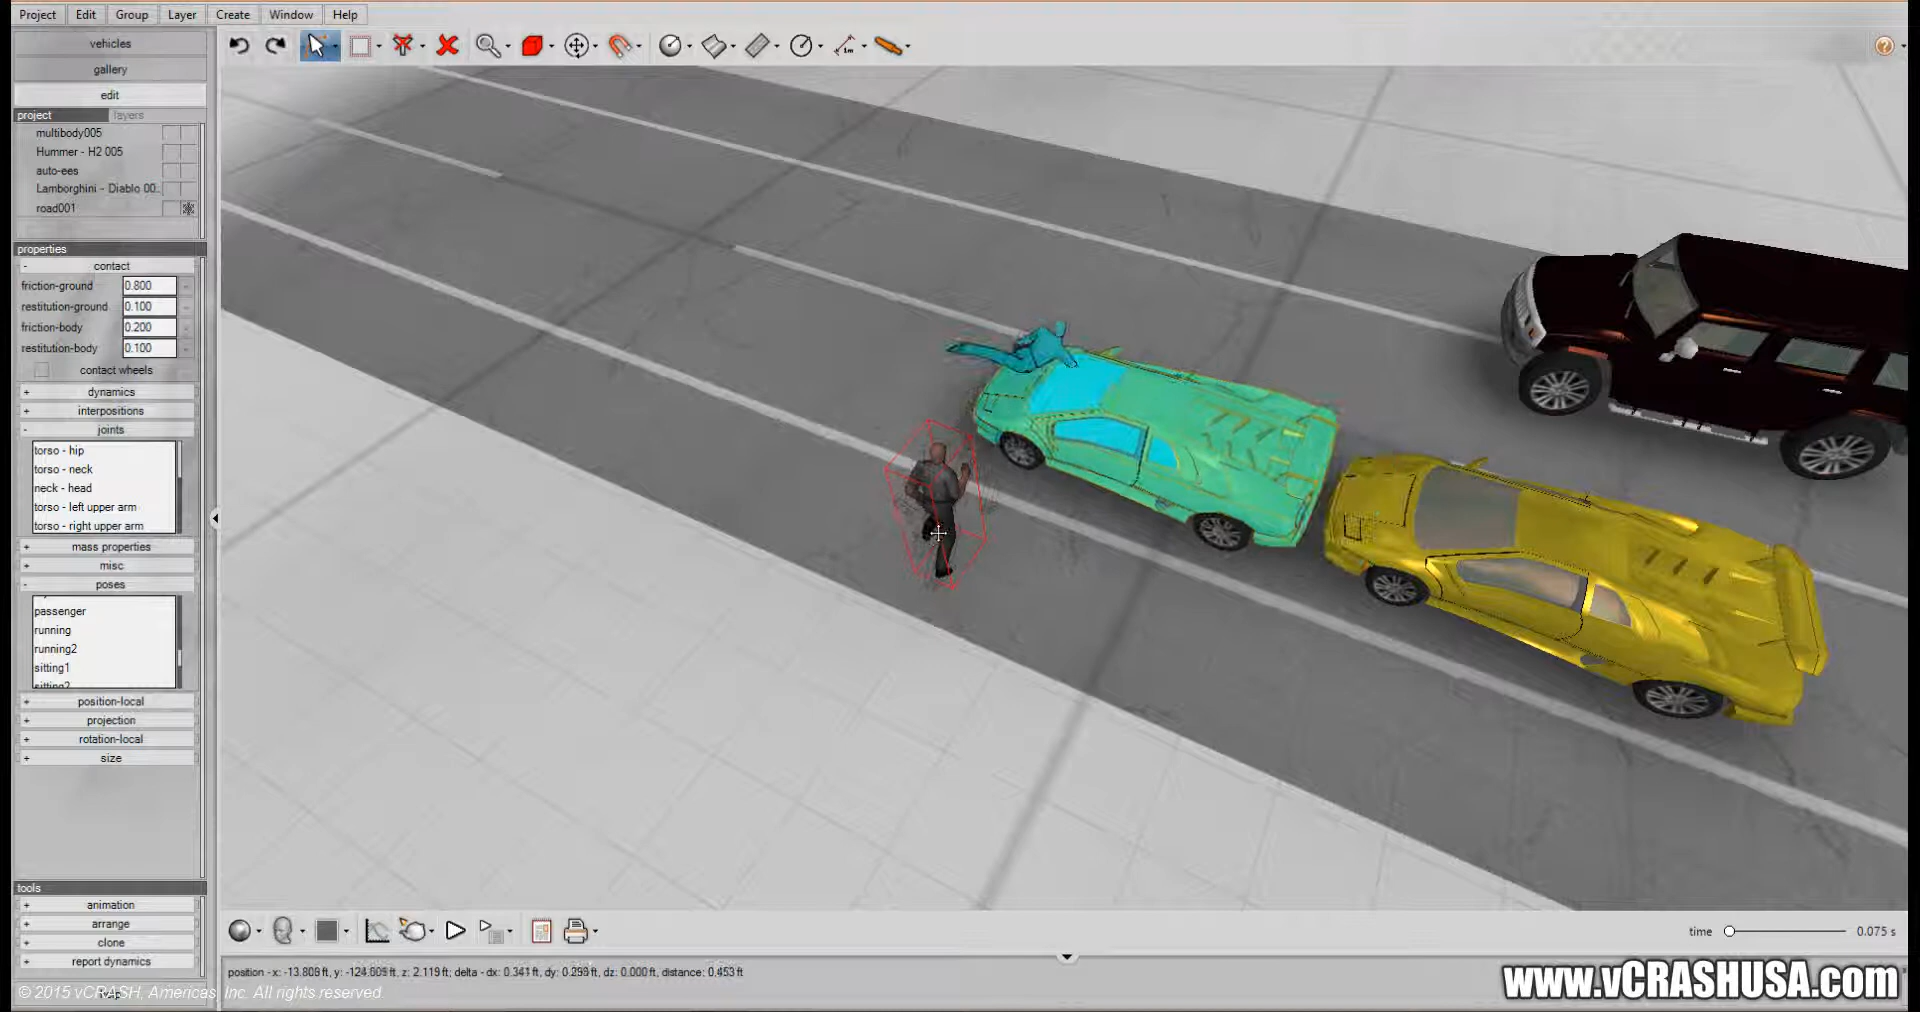 Project Edit Group Layer Create Window Help
vehicles
gallery
edit
project layers
multibody005
Hummer - H2 005
auto-ees
Lamborghini - Diablo 00..
road001
properties
- contact
friction-ground 0.800
restitution-ground 0.100
friction-body 0.200
restitution-body 0.100
contact wheels
+ dynamics
+ interpositions
- joints
torso - hip
torso - neck
neck - head
torso - left upper arm
torso - right upper arm
+ mass properties
+ misc
- poses
passenger
running
running2
sitting1
sitting2
+ position-local
+ projection
+ rotation-local
+ size
tools
+ animation
+ arrange
+ clone
+ report dynamics
time 0.075 s
position - x: -13.808 ft, y: -124.605 ft, z: 2.119 ft; delta - dx: 0.341 ft, dy: 0.299 ft, dz: 0.000 ft, distance: 0.453 ft
© 2015 vCRASH, Americas, Inc. All rights reserved.
www.vCRASHUSA.com